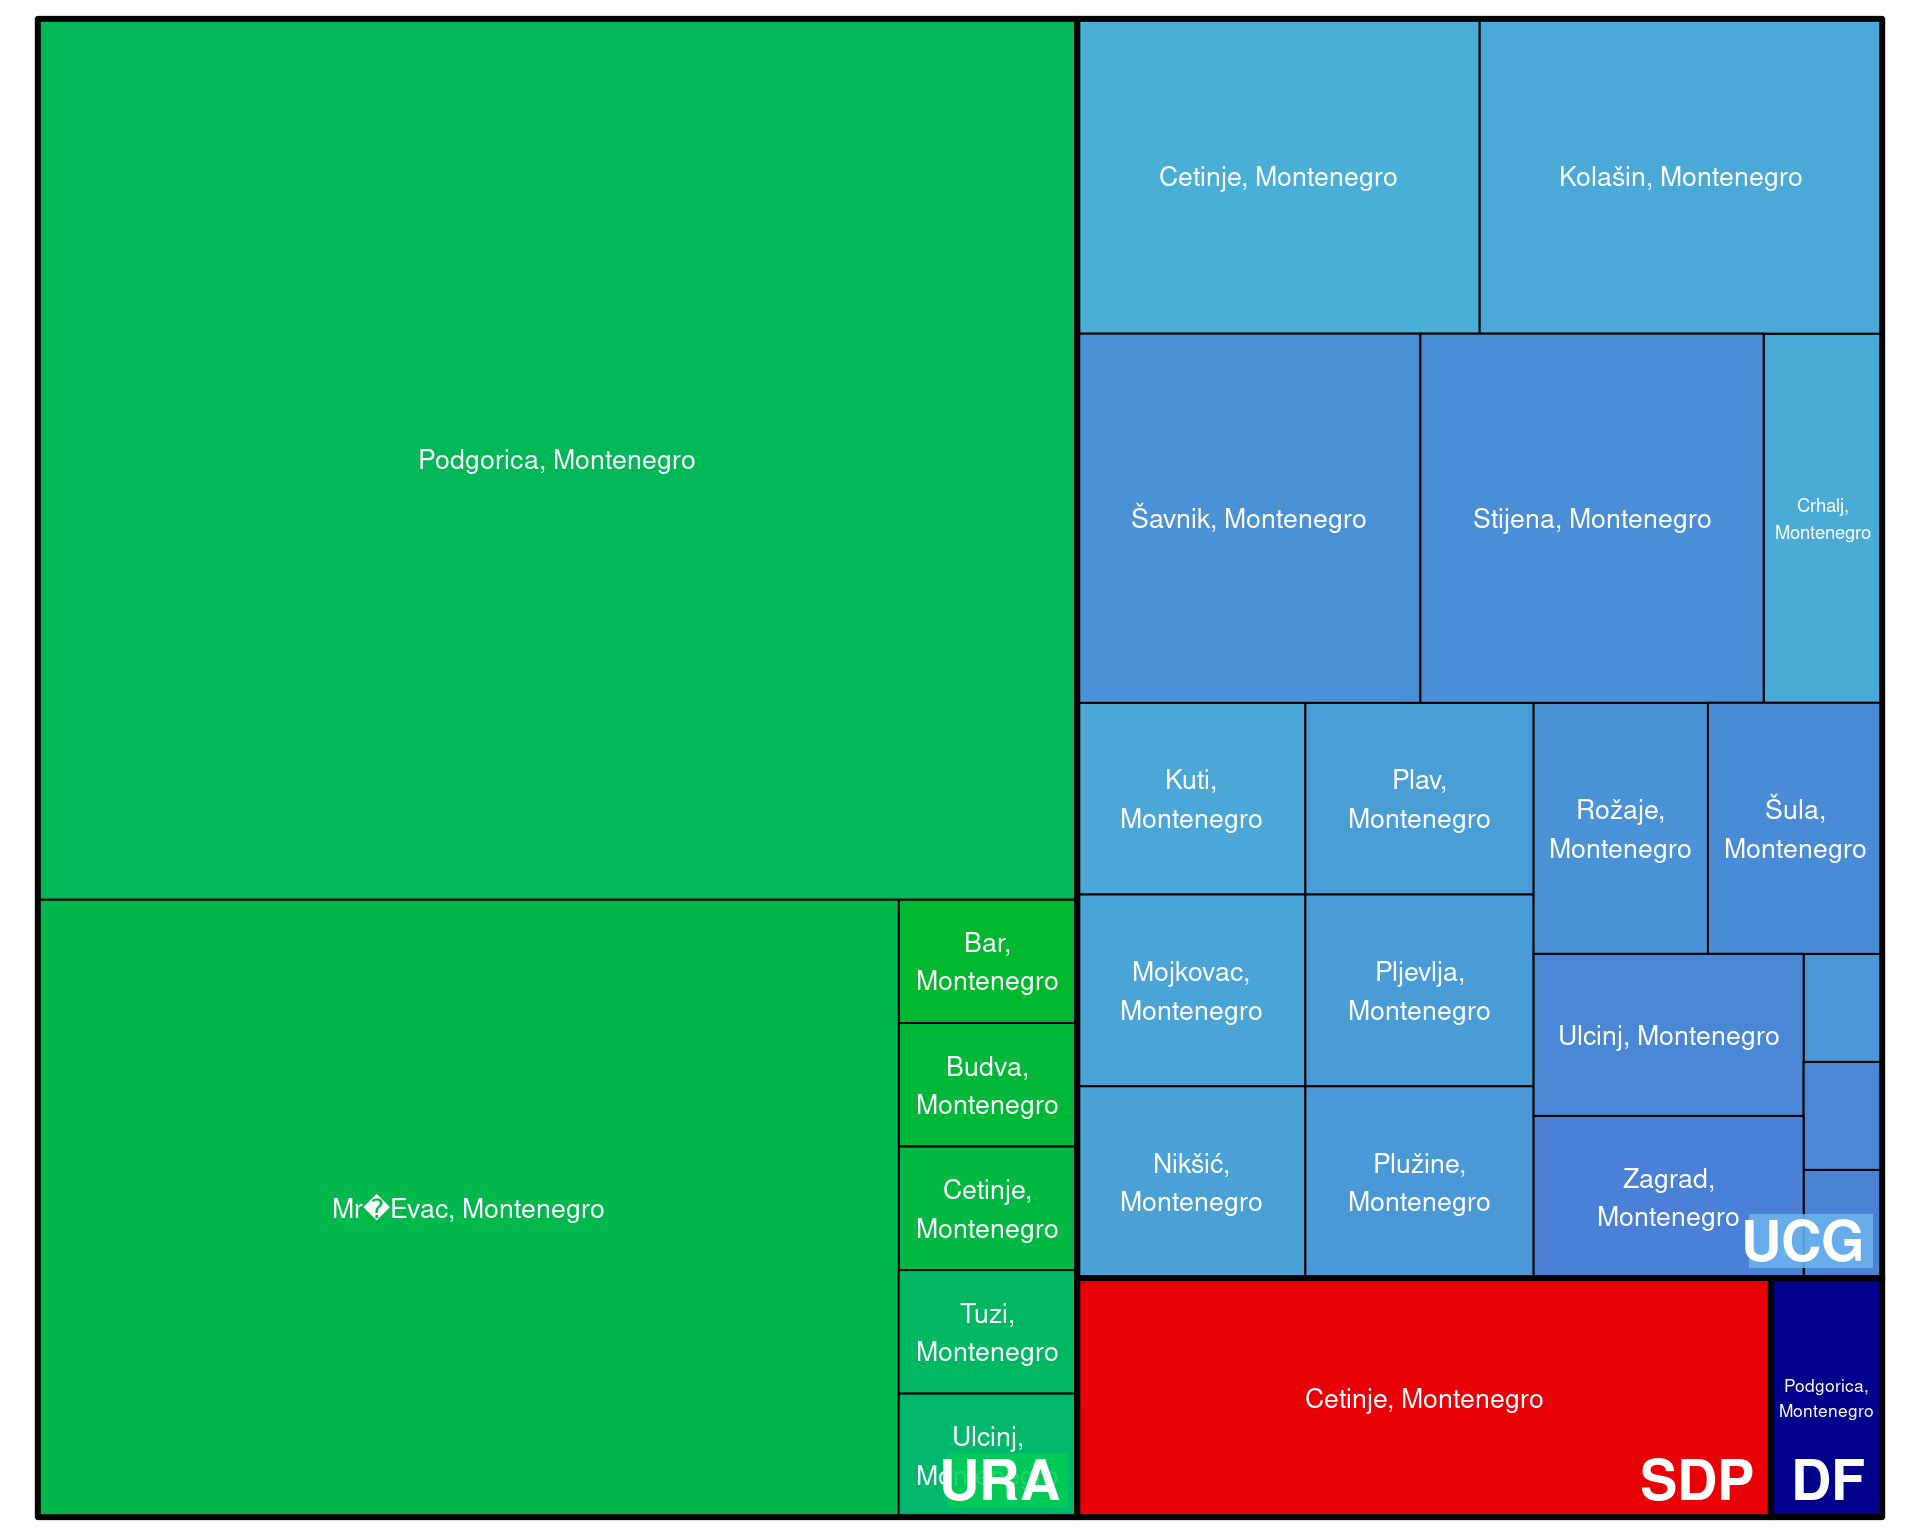 Podgorica, Montenegro
Mr�Evac, Montenegro
Bar,
Montenegro
Budva,
Montenegro
Cetinje,
Montenegro
Tuzi,
Montenegro
Ulcinj,
Montenegro
URA
Cetinje, Montenegro
Kolašin, Montenegro
Šavnik, Montenegro
Stijena, Montenegro
Crhalj,
Montenegro
Kuti,
Montenegro
Plav,
Montenegro
Rožaje,
Montenegro
Šula,
Montenegro
Mojkovac,
Montenegro
Pljevlja,
Montenegro
Ulcinj, Montenegro
Nikšić,
Montenegro
Plužine,
Montenegro
Zagrad,
Montenegro
UCG
Cetinje, Montenegro
SDP
Podgorica,
Montenegro
DF